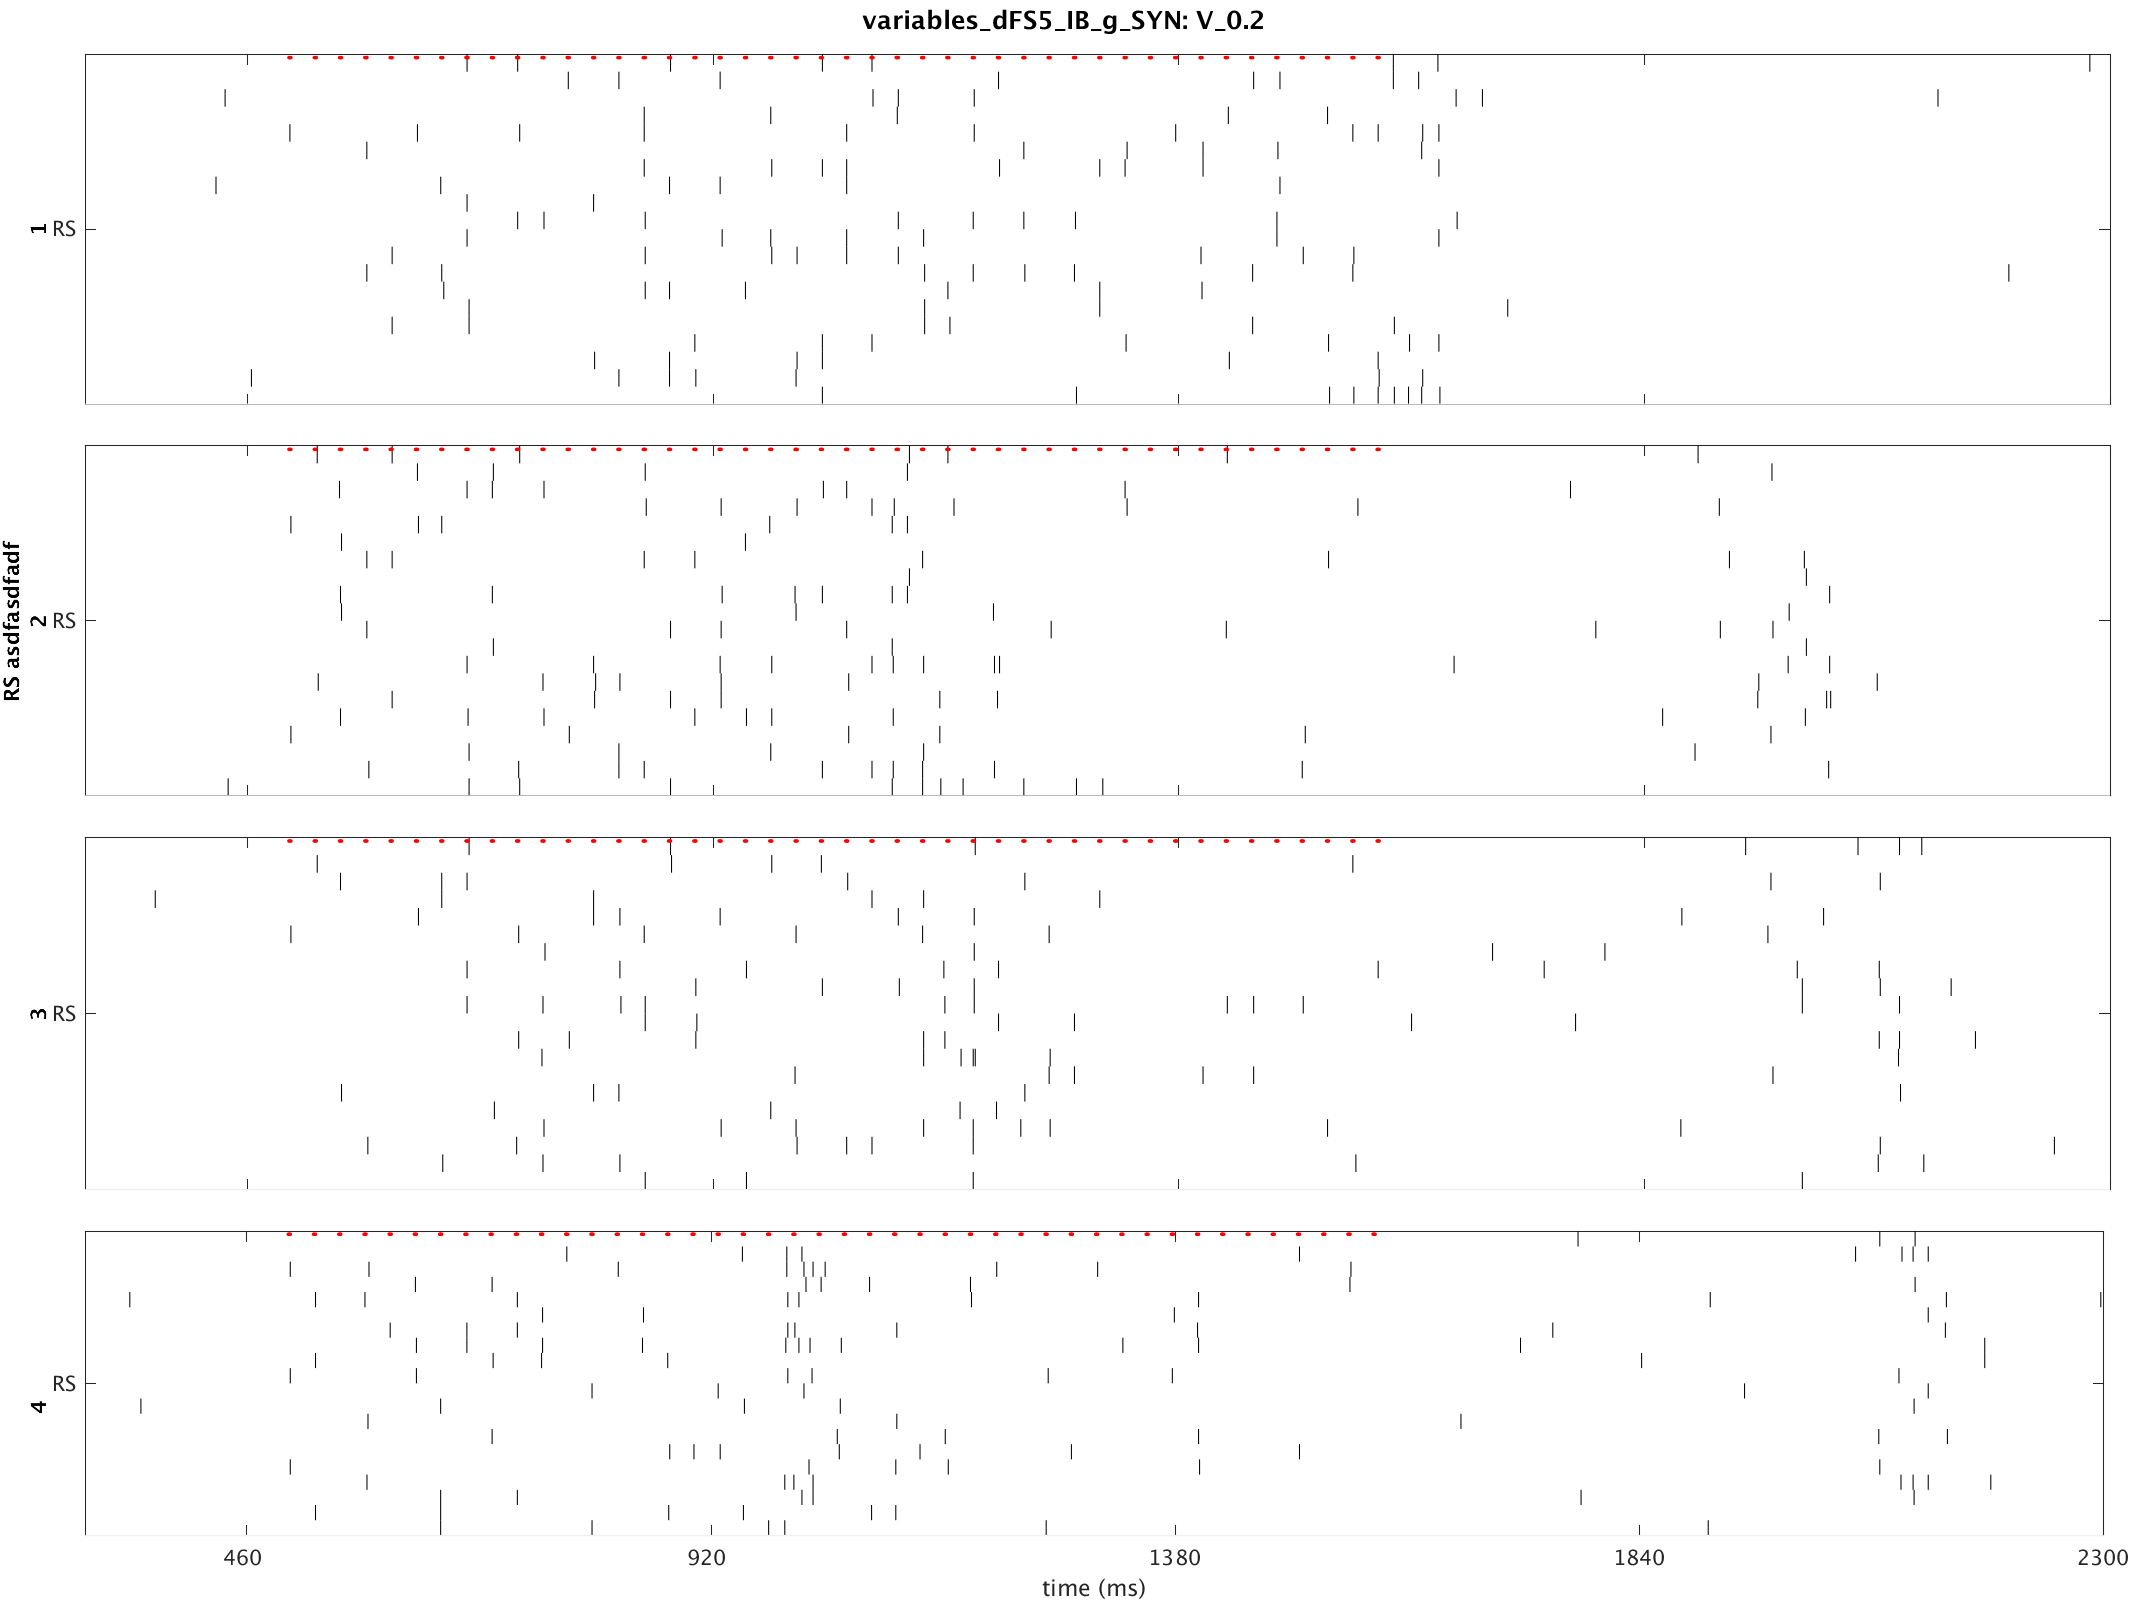 variables_dFS5_IB_g_SYN: V_0.2
RS asdfasdfadf
1
RS
2
RS
3
RS
4
RS
460 920 1380 1840 2300
time (ms)